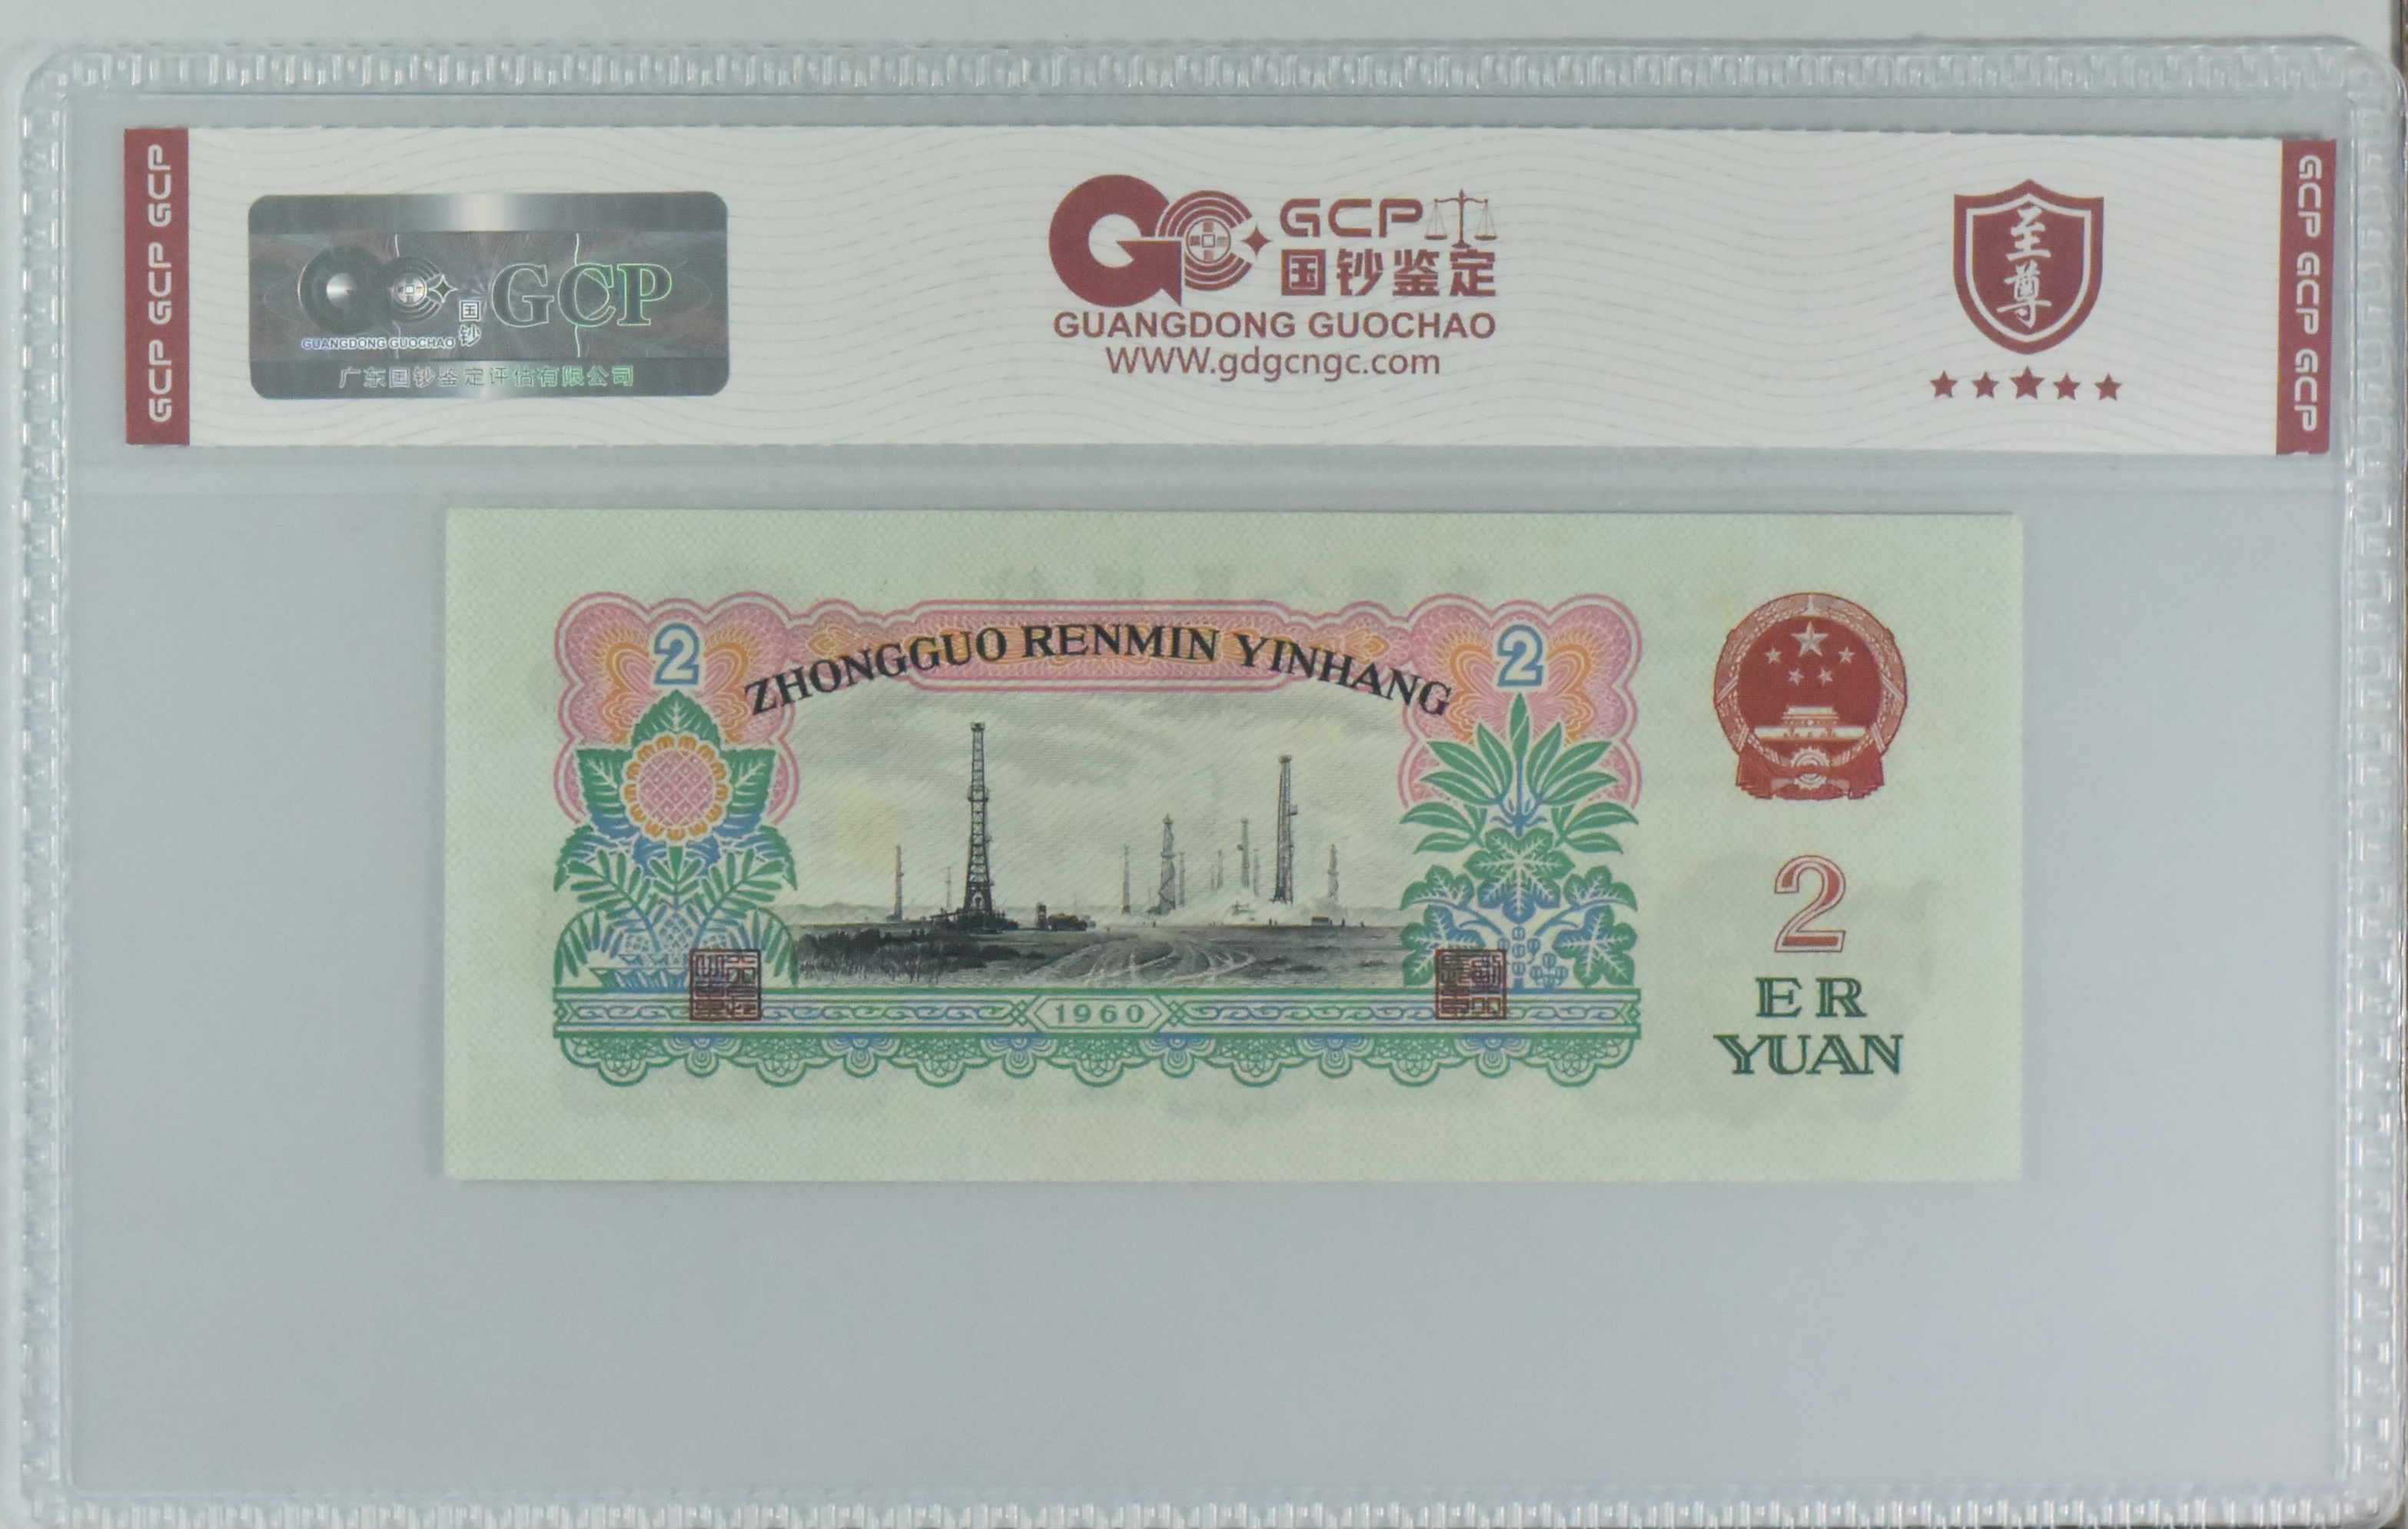 GCP GCP GCP
GCP
国钞
GUANGDONG GUOCHAO
广东国钞鉴定评估有限公司
GCP
国钞鉴定
GUANGDONG GUOCHAO
WWW.gdgcngc.com
至尊
GCP GCP GCP
2
ZHONGGUO RENMIN YINHANG
2
1960
2
ER
YUAN